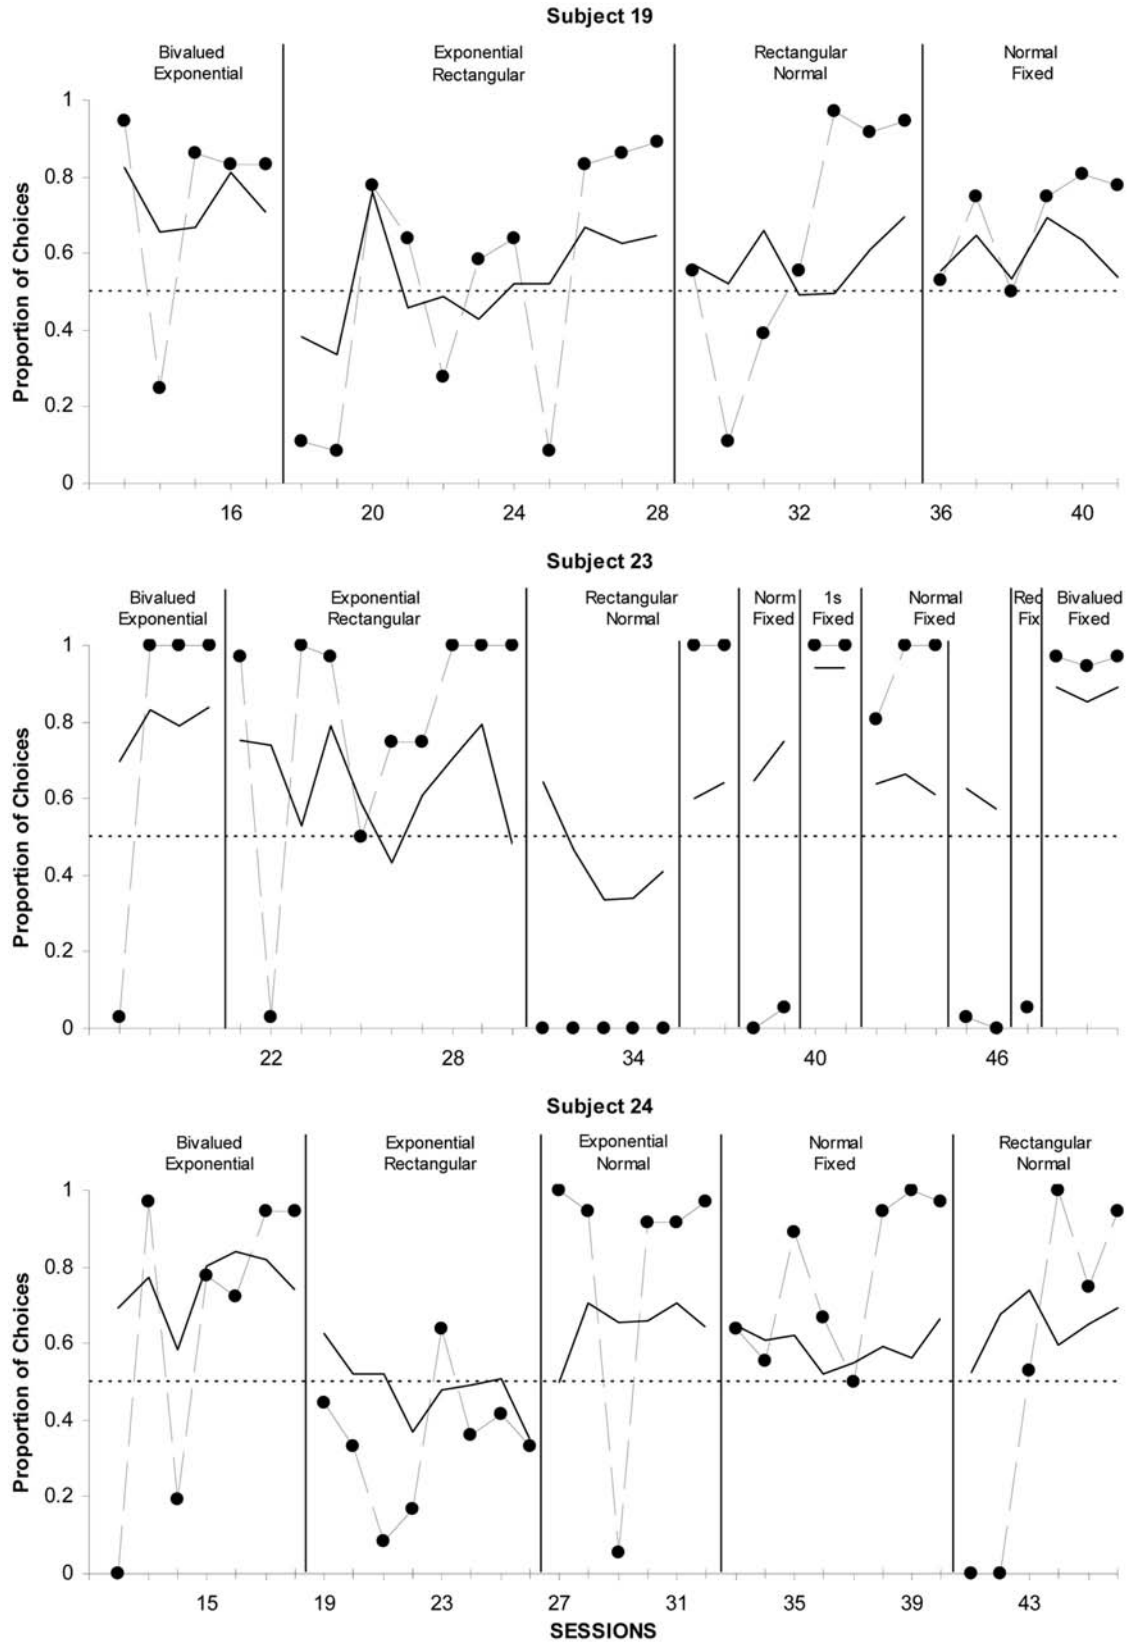 Subject 19
Bivalued Exponential Rectangular Normal
Exponential Rectangular Normal Fixed
1
0.8
0.6
0.4
0.2
0
Proportion of Choices
16 20 24 28 32 36 40
Subject 23
Bivalued Exponential Rectangular Norm 1s Normal Rec Bivalued
Exponential Rectangular Normal Fixed Fixed Fixed Fix Fixed
1
0.8
0.6
0.4
0.2
0
Proportion of Choices
22 28 34 40 46
Subject 24
Bivalued Exponential Exponential Normal Rectangular
Exponential Rectangular Normal Fixed Normal
1
0.8
0.6
0.4
0.2
0
Proportion of Choices
15 19 23 27 31 35 39 43
SESSIONS